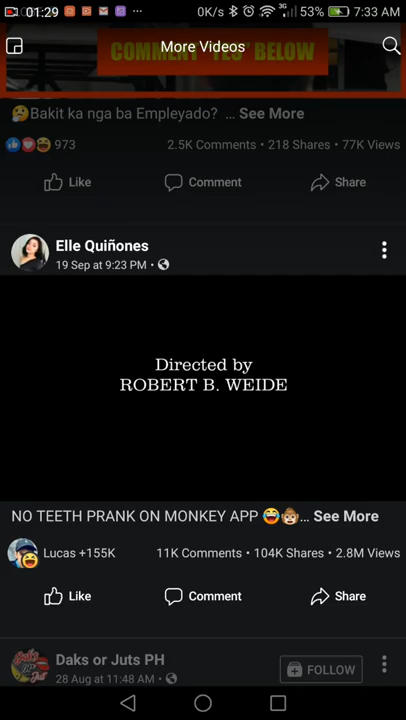 01:29 ... 0K/s 3G 53% 7:33 AM
COMMENT "YES" BELOW
More Videos
🤔Bakit ka nga ba Empleyado? ... See More
973 2.5K Comments • 218 Shares • 77K Views
Like Comment Share
Elle Quiñones
19 Sep at 9:23 PM •
Directed by
ROBERT B. WEIDE
NO TEETH PRANK ON MONKEY APP 😂🙊... See More
Lucas +155K 11K Comments • 104K Shares • 2.8M Views
Like Comment Share
Daks or Juts PH
28 Aug at 11:48 AM •
FOLLOW